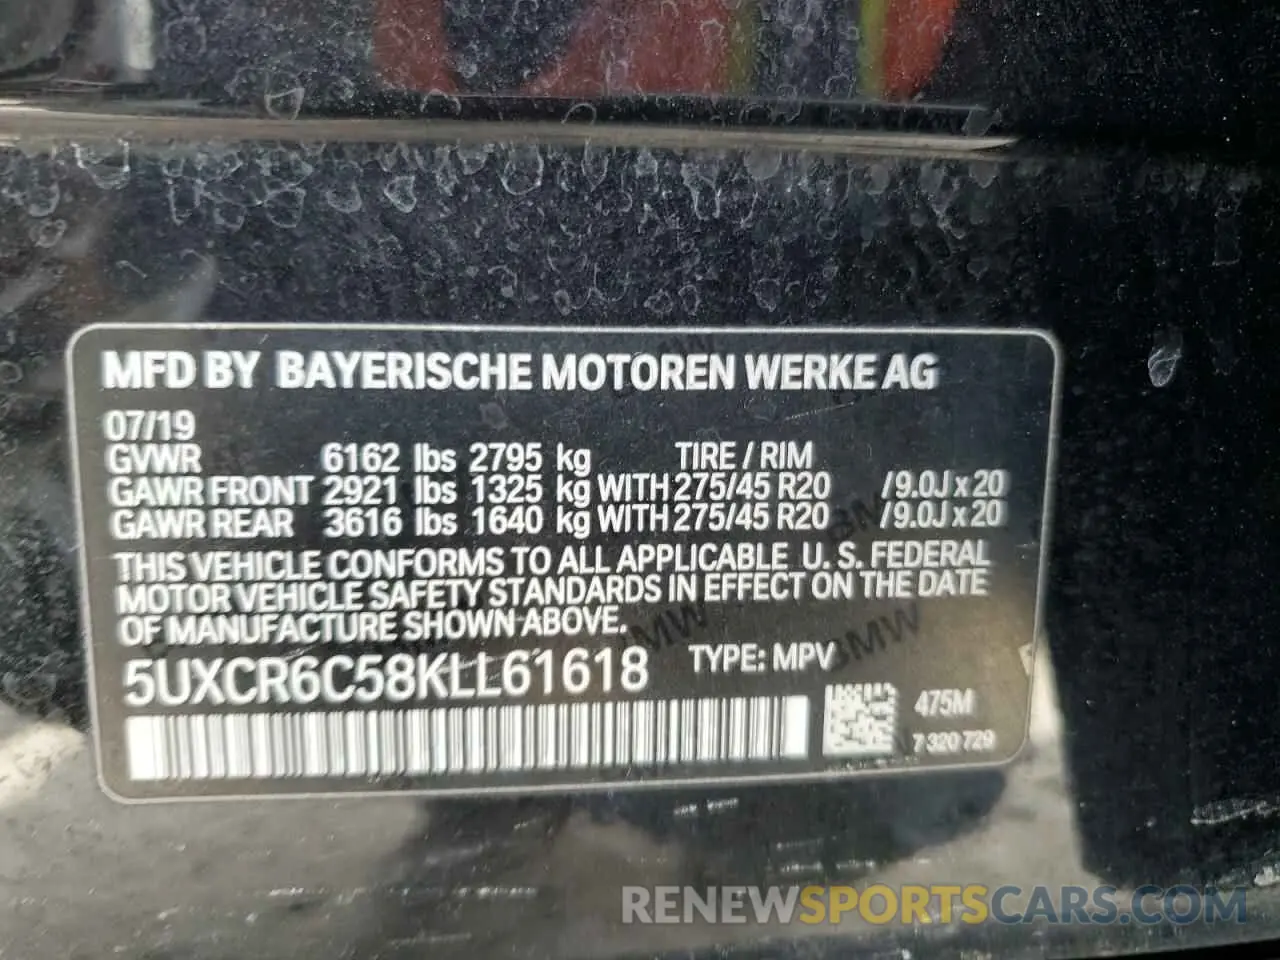 MFD BY BAYERISCHE MOTOREN WERKE AG
07/19
GVWR 6162 lbs 2795 kg TIRE / RIM
GAWR FRONT 2921 lbs 1325 kg WITH 275/45 R20 /9.0J x 20
GAWR REAR 3616 lbs 1640 kg WITH 275/45 R20 /9.0J x 20
THIS VEHICLE CONFORMS TO ALL APPLICABLE U. S. FEDERAL
MOTOR VEHICLE SAFETY STANDARDS IN EFFECT ON THE DATE
OF MANUFACTURE SHOWN ABOVE.
5UXCR6C58KLL61618 TYPE: MPV
475M
7 320 729
RENEWSPORTSCARS.COM